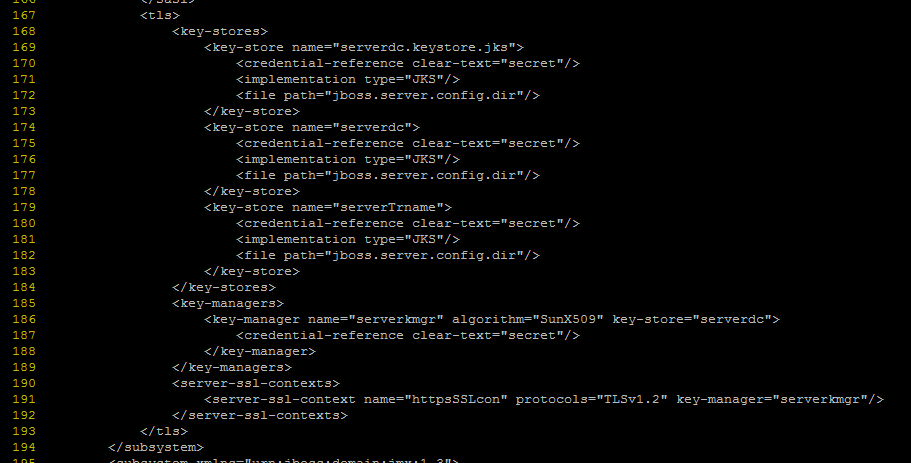 166 </sasl>
167 <tls>
168 <key-stores>
169 <key-store name="serverdc.keystore.jks">
170 <credential-reference clear-text="secret"/>
171 <implementation type="JKS"/>
172 <file path="jboss.server.config.dir"/>
173 </key-store>
174 <key-store name="serverdc">
175 <credential-reference clear-text="secret"/>
176 <implementation type="JKS"/>
177 <file path="jboss.server.config.dir"/>
178 </key-store>
179 <key-store name="serverTrname">
180 <credential-reference clear-text="secret"/>
181 <implementation type="JKS"/>
182 <file path="jboss.server.config.dir"/>
183 </key-store>
184 </key-stores>
185 <key-managers>
186 <key-manager name="serverkmgr" algorithm="SunX509" key-store="serverdc">
187 <credential-reference clear-text="secret"/>
188 </key-manager>
189 </key-managers>
190 <server-ssl-contexts>
191 <server-ssl-context name="httpsSSLcon" protocols="TLSv1.2" key-manager="serverkmgr"/>
192 </server-ssl-contexts>
193 </tls>
194 </subsystem>
195 <subsystem xmlns="urn:jboss:domain:jmx:1.3">